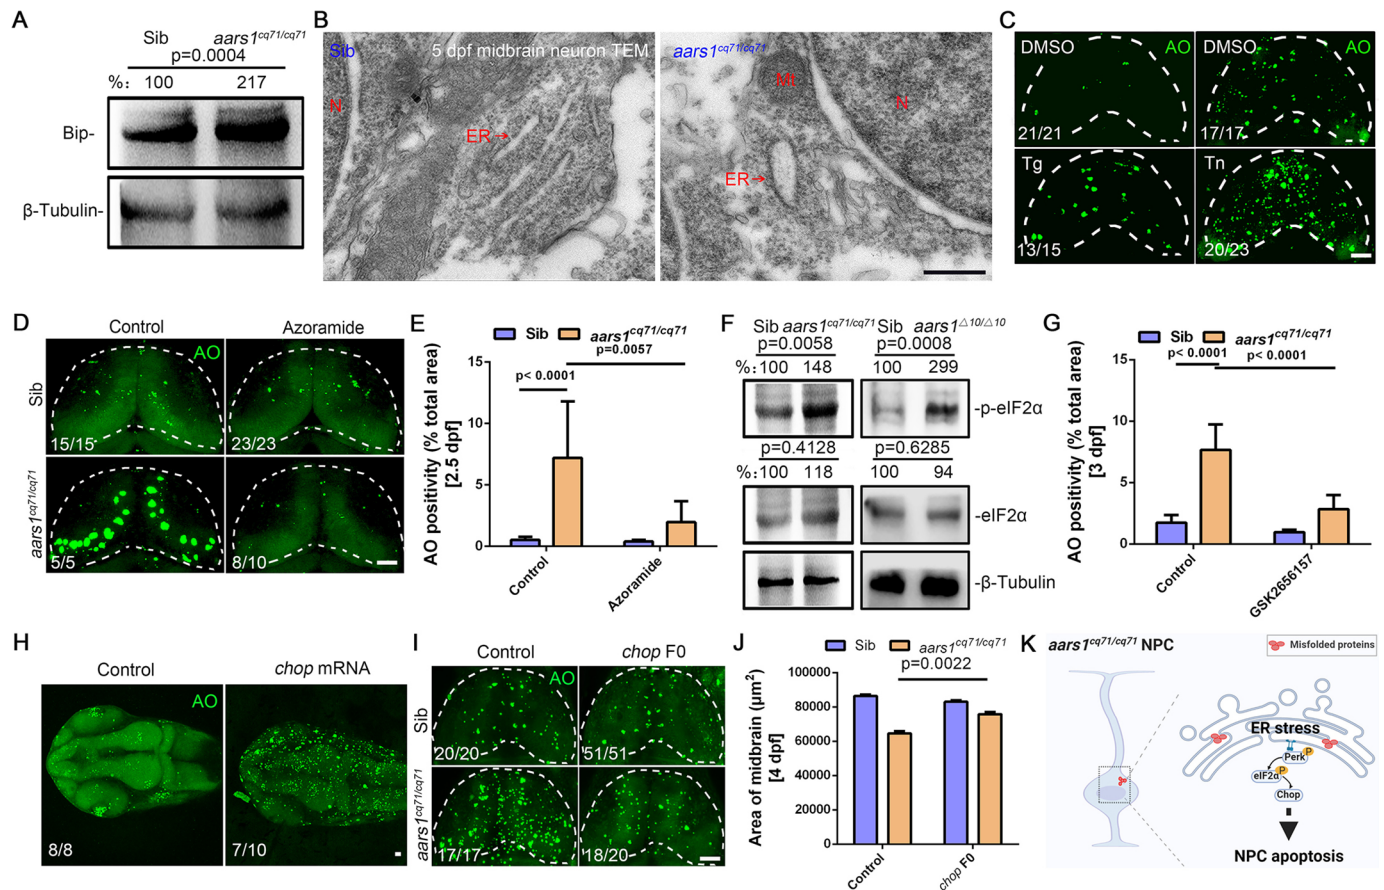 A
Sib aars1cq71/cq71
p=0.0004
%: 100 217
Bip-
β-Tubulin-
B
Sib
5 dpf midbrain neuron TEM
N
ER→
aars1cq71/cq71
Mt
N
ER→
C
DMSO AO
21/21
DMSO AO
17/17
Tg
13/15
Tn
20/23
D
Control Azoramide
Sib
AO
15/15
23/23
aars1cq71/cq71
5/5
8/10
E
Sib aars1cq71/cq71
p=0.0057
p< 0.0001
AO positivity (% total area)
[2.5 dpf]
15
10
5
0
Control
Azoramide
F
Sib aars1cq71/cq71 Sib aars1△10/△10
p=0.0058 p=0.0008
%: 100 148 100 299
-p-eIF2α
p=0.4128 p=0.6285
%: 100 118 100 94
-eIF2α
-β-Tubulin
G
Sib aars1cq71/cq71
p< 0.0001 p< 0.0001
AO positivity (% total area)
[3 dpf]
15
10
5
0
Control
GSK2656157
H
Control chop mRNA
AO
8/8
7/10
I
Control chop F0
Sib
AO
20/20
51/51
aars1cq71/cq71
17/17
18/20
J
Sib aars1cq71/cq71
p=0.0022
Area of midbrain (μm²)
[4 dpf]
100000
80000
60000
40000
20000
0
Control
chop F0
K
aars1cq71/cq71 NPC
Misfolded proteins
ER stress
Perk P
eIF2α P
Chop
NPC apoptosis